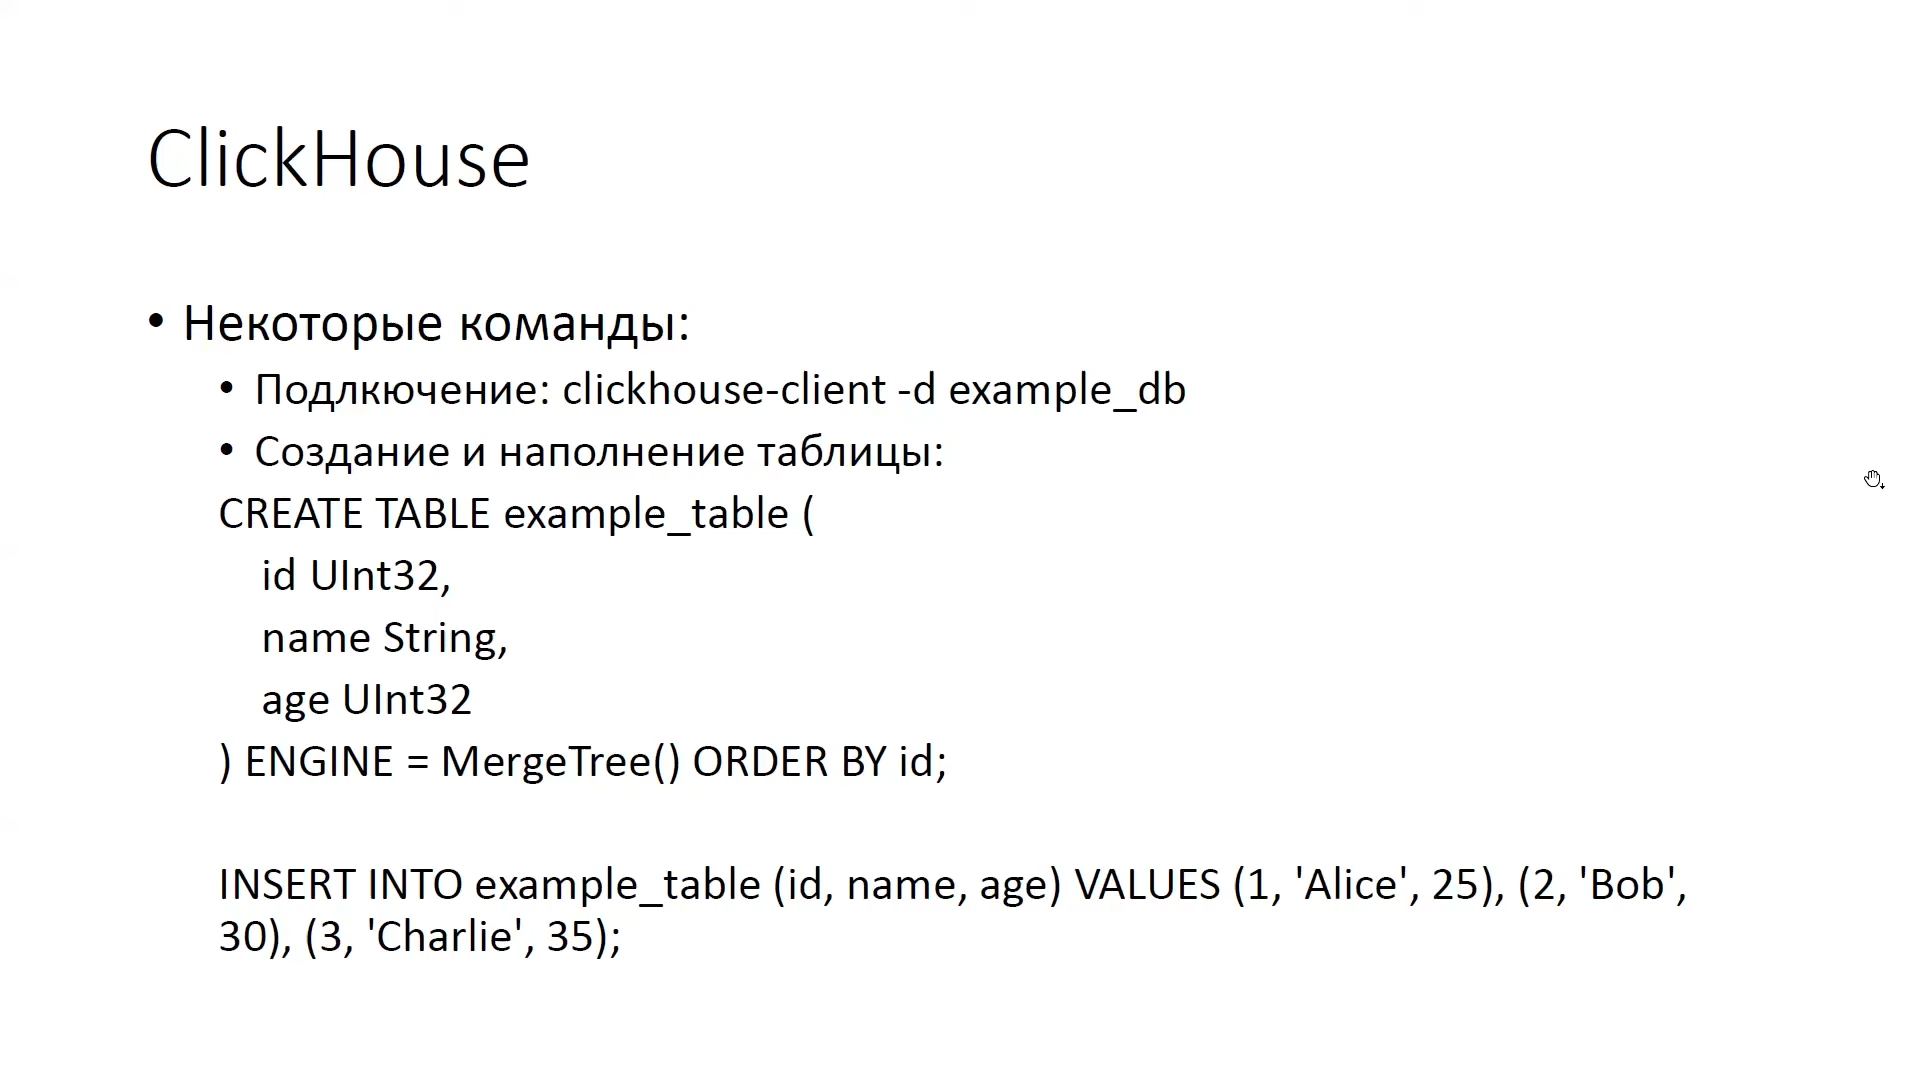 ClickHouse
• Некоторые команды:
• Подлкючение: clickhouse-client -d example_db
• Создание и наполнение таблицы:
CREATE TABLE example_table (
id UInt32,
name String,
age UInt32
) ENGINE = MergeTree() ORDER BY id;
INSERT INTO example_table (id, name, age) VALUES (1, 'Alice', 25), (2, 'Bob',
30), (3, 'Charlie', 35);